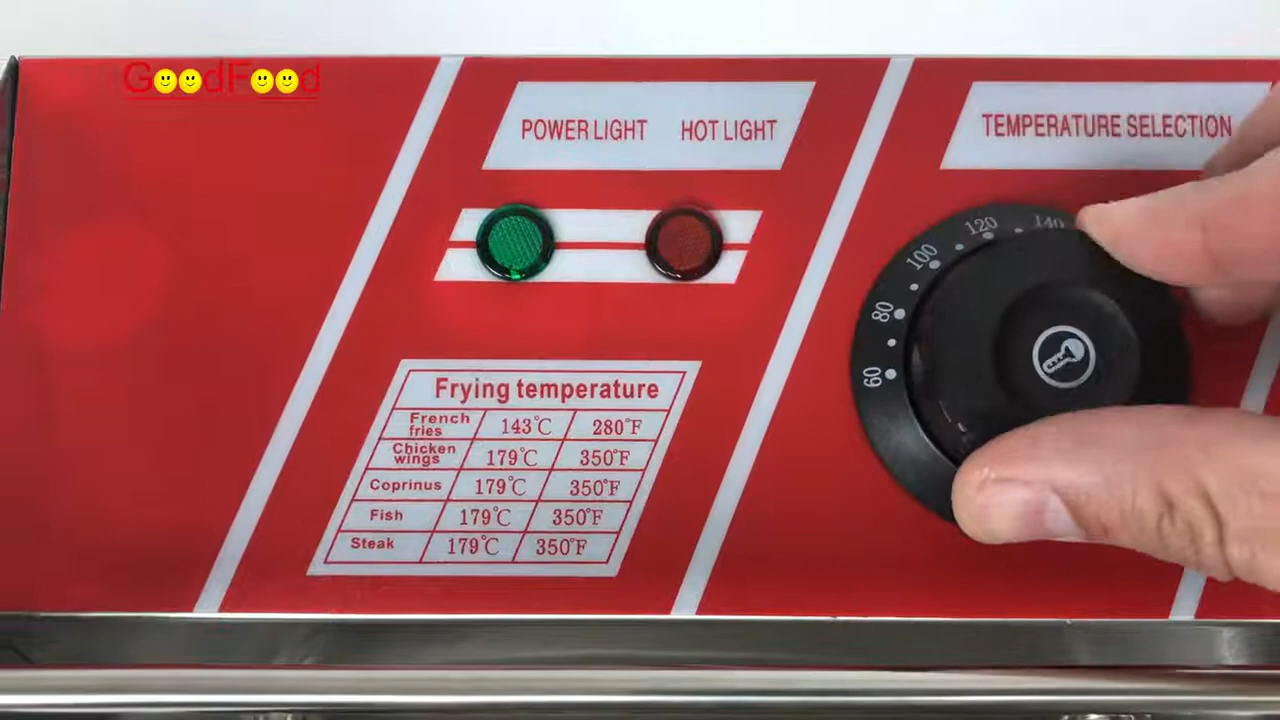 GoodFood
POWER LIGHT HOT LIGHT
TEMPERATURE SELECTION
60 80 100 120 140
Frying temperature
French fries 143℃ 280°F
Chicken wings 179℃ 350°F
Coprinus 179℃ 350°F
Fish 179℃ 350°F
Steak 179℃ 350°F